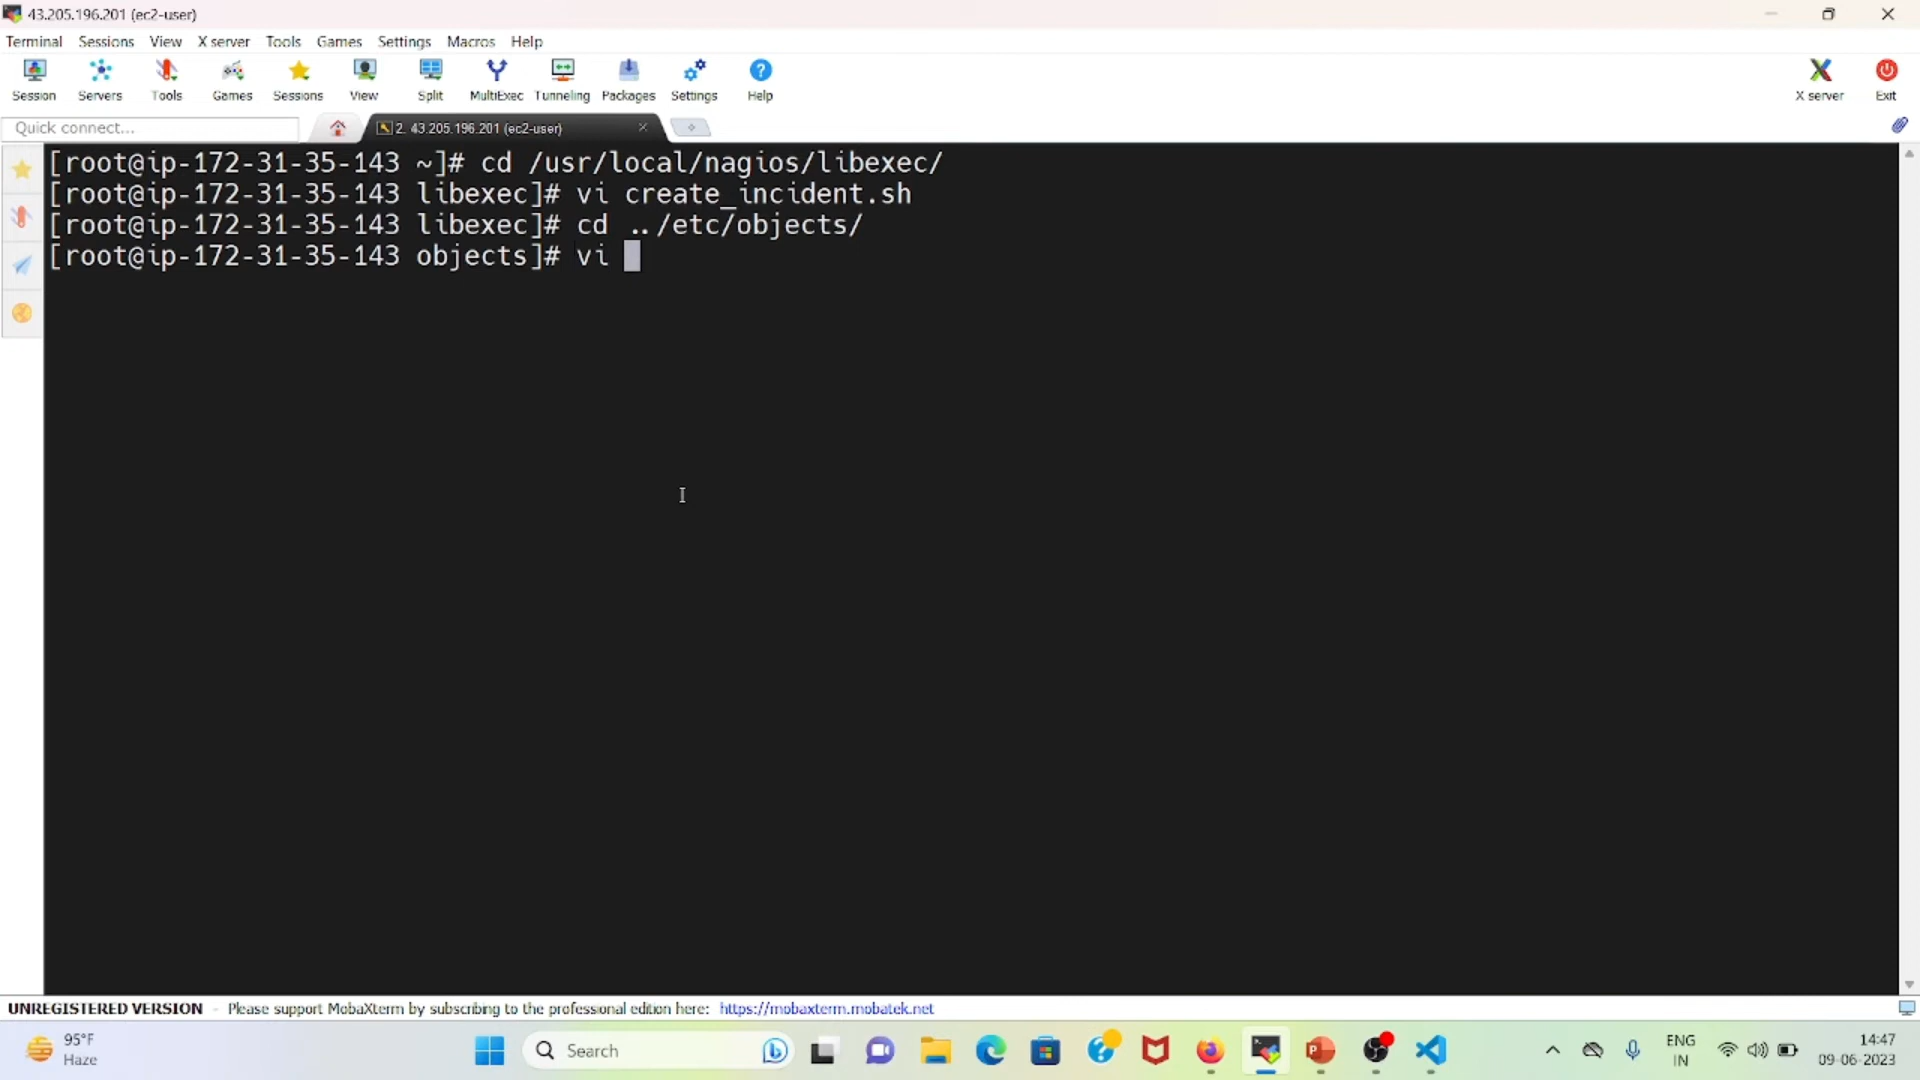 43.205.196.201 (ec2-user)
Terminal Sessions View X server Tools Games Settings Macros Help
Session Servers Tools Games Sessions View Split MultiExec Tunneling Packages Settings Help X server Exit
Quick connect... 2. 43.205.196.201 (ec2-user)
[root@ip-172-31-35-143 ~]# cd /usr/local/nagios/libexec/
[root@ip-172-31-35-143 libexec]# vi create_incident.sh
[root@ip-172-31-35-143 libexec]# cd ../etc/objects/
[root@ip-172-31-35-143 objects]# vi
UNREGISTERED VERSION - Please support MobaXterm by subscribing to the professional edition here: https://mobaxterm.mobatek.net
95°F
Haze
Search
ENG
IN
14:47
09-06-2023